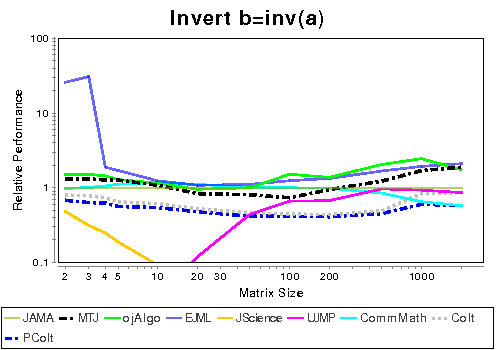 Invert b=inv(a)
100
10
1
0.1
Relative Performance
2 3 4 5 10 20 30 100 200 1000
Matrix Size
JAMA MTJ ojAlgo EJML JScience UJMP CommMath Colt
PColt